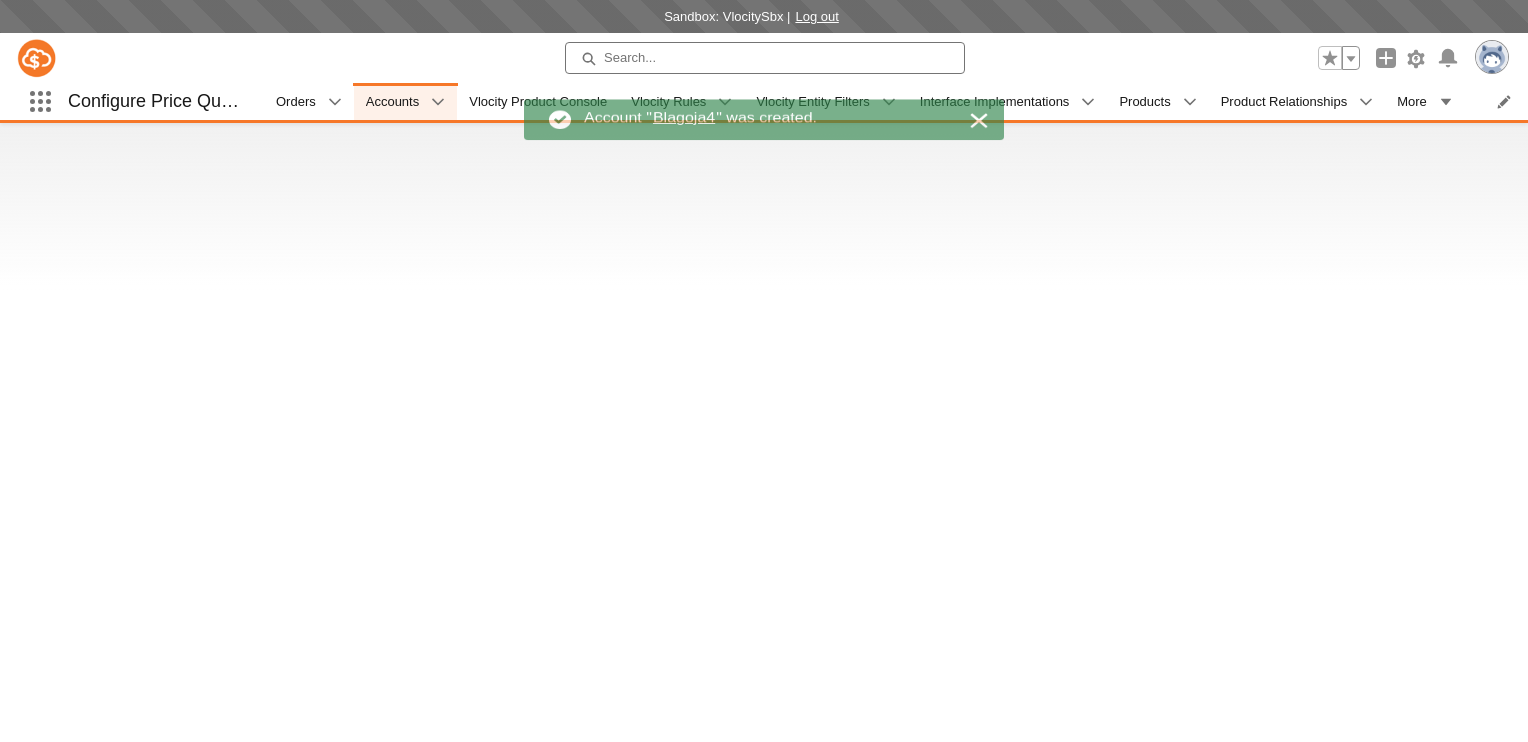 Sandbox: VlocitySbx | Log out
Search...
Configure Price Qu…
Orders
Accounts
Vlocity Product Console
Vlocity Rules
Vlocity Entity Filters
Interface Implementations
Products
Product Relationships
More
Account "Blagoja4" was created.